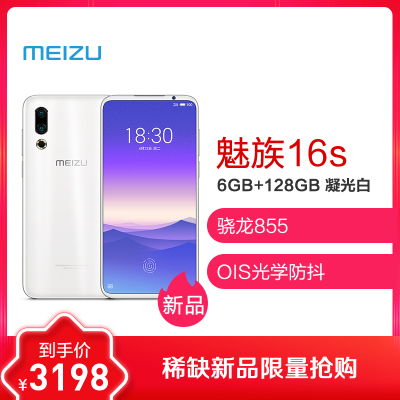 MEIZU
MEIZU
18:30
魅族16s
6GB+128GB 凝光白
骁龙855
OIS光学防抖
新品
到手价
¥3198
稀缺新品限量抢购